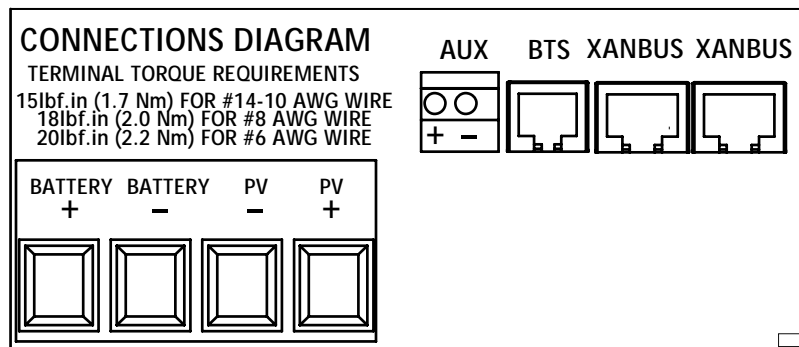 CONNECTIONS DIAGRAM
TERMINAL TORQUE REQUIREMENTS
15lbf.in (1.7 Nm) FOR #14-10 AWG WIRE
18lbf.in (2.0 Nm) FOR #8 AWG WIRE
20lbf.in (2.2 Nm) FOR #6 AWG WIRE
BATTERY BATTERY PV PV
+ – – +
AUX BTS XANBUS XANBUS
+ –